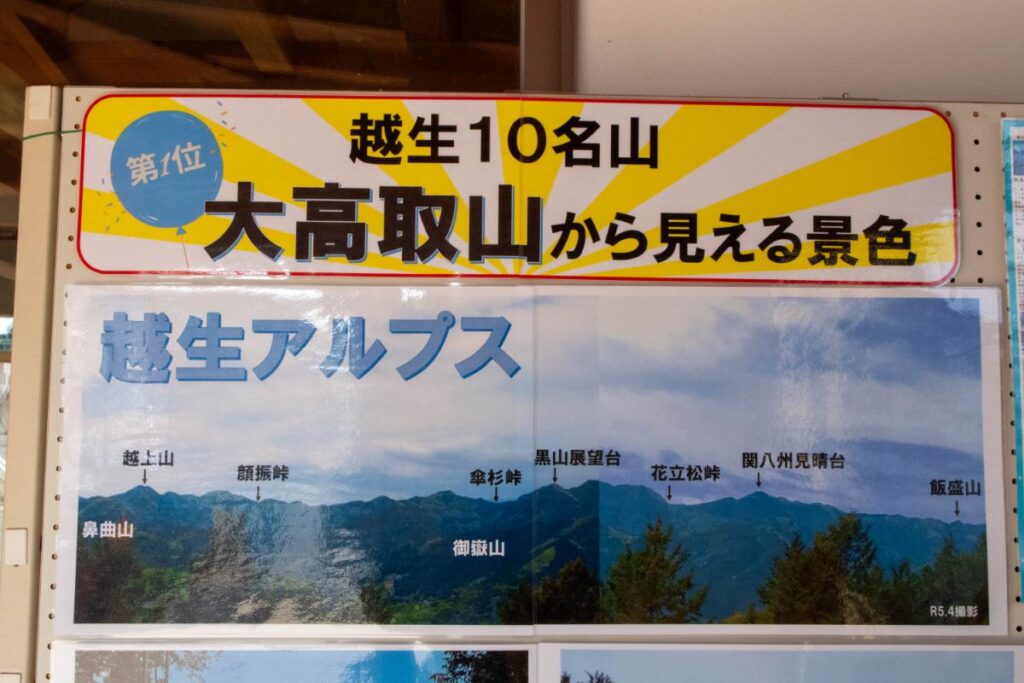 第1位
越生10名山
大高取山から見える景色
越生アルプス
越上山
顔振峠
傘杉峠
黒山展望台
花立松峠
関八州見晴台
飯盛山
鼻曲山
御嶽山
R5.4撮影